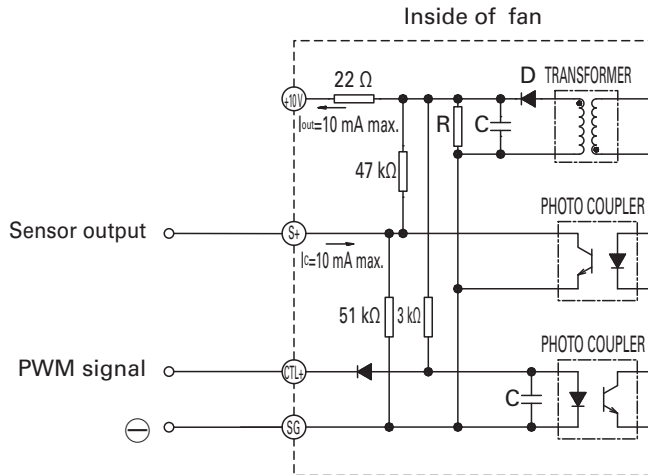 Inside of fan
22 Ω
D
TRANSFORMER
+10V
Iout=10 mA max.
R
C
47 kΩ
PHOTO COUPLER
Sensor output
S+
Ic=10 mA max.
51 kΩ
3 kΩ
PHOTO COUPLER
PWM signal
CTL+
C
−
SG